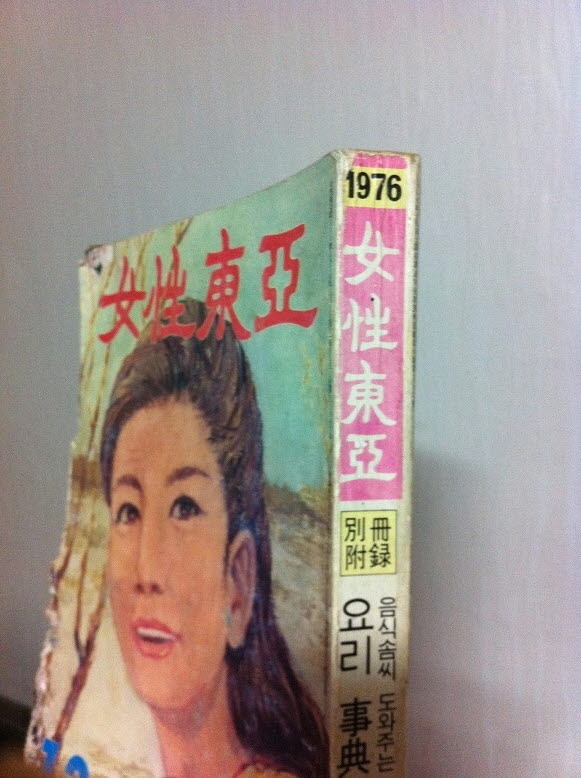 女性東亞
12
1976
女性東亞
別冊
附録
음식솜씨 도와주는
요리 事典